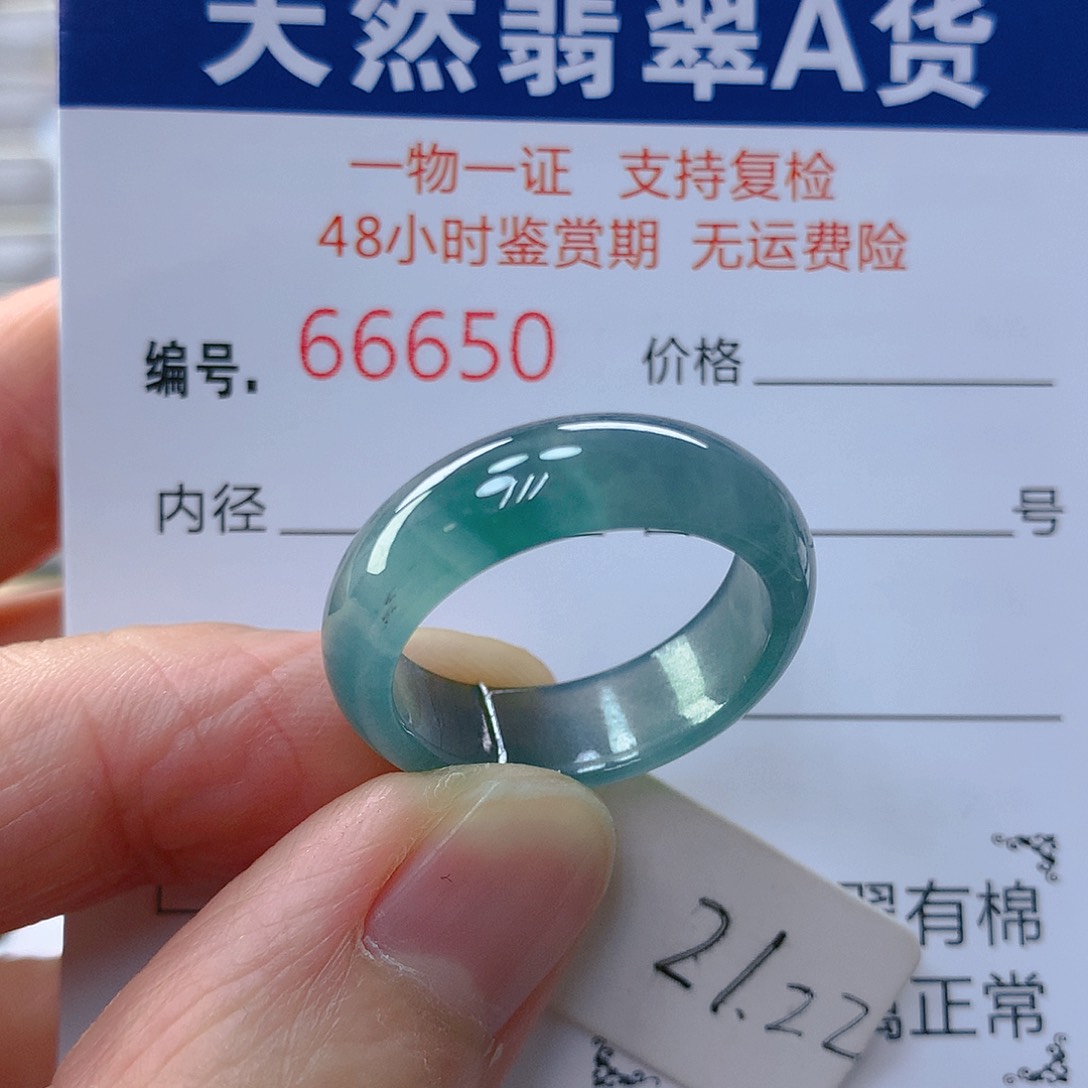 天然翡翠A货
一物一证 支持复检
48小时鉴赏期 无运费险
编号. 66650 价格
内径 号
翠有棉
正常
21.22